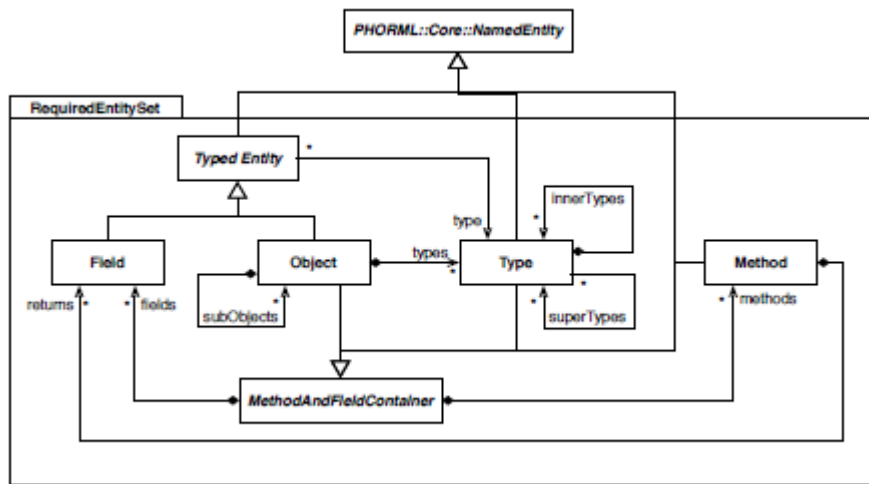 PHORML::Core::NamedEntity
RequiredEntitySet
Typed Entity
*
innerTypes
*
type
Field
Object
types
*
Type
Method
returns
*
*
fields
*
subObjects
*
*
superTypes
*
methods
MethodAndFieldContainer